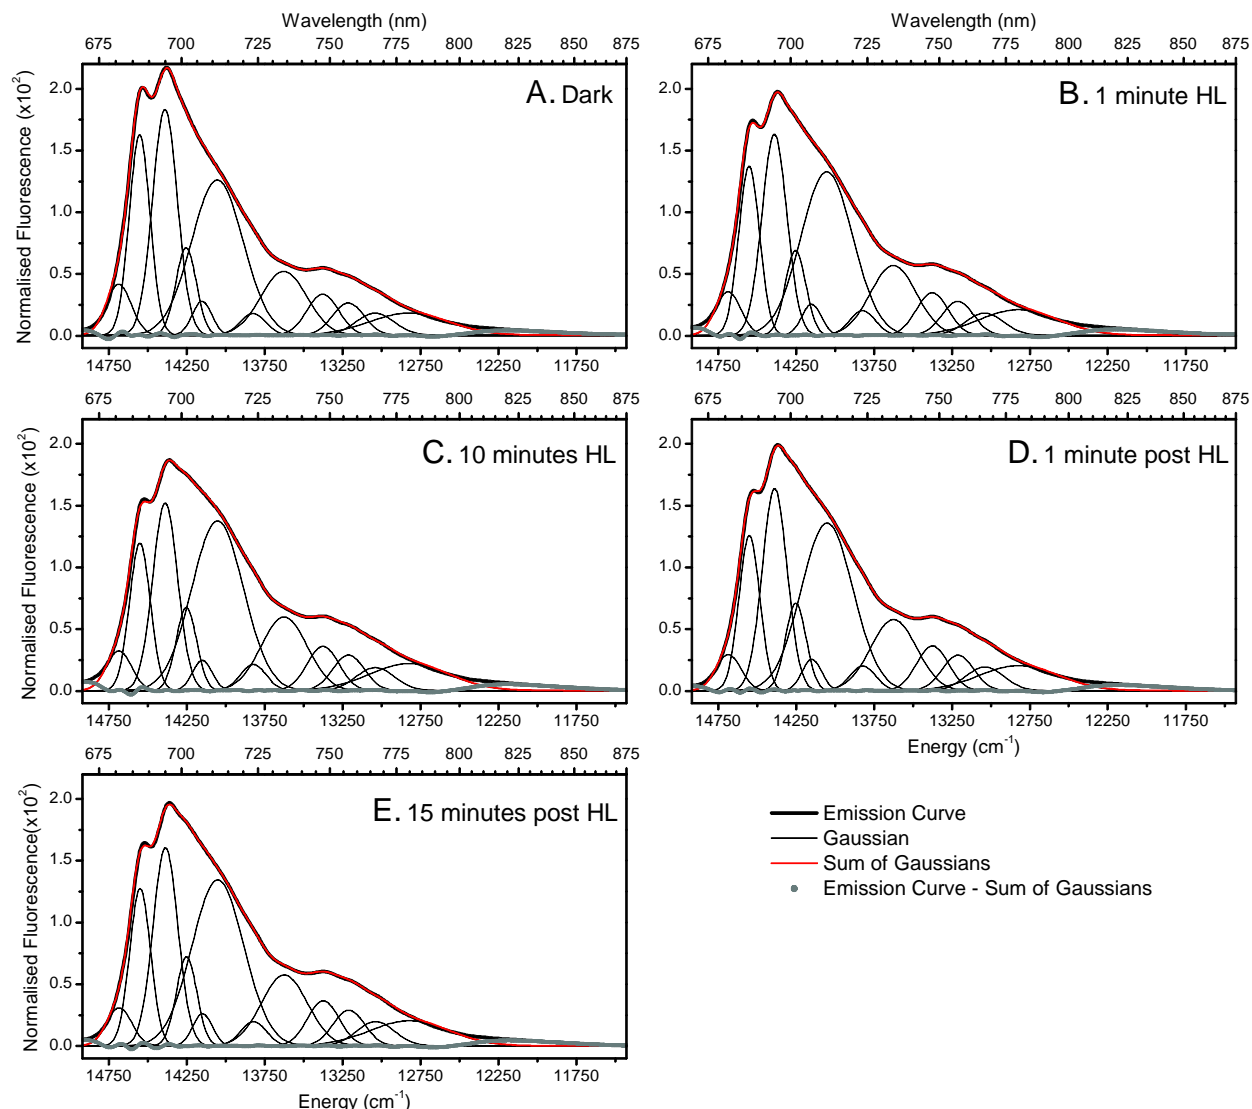 Wavelength (nm)
Wavelength (nm)
675 700 725 750 775 800 825 850 875
675 700 725 750 775 800 825 850 875
Normalised Fluorescence (x10²)
2.0
1.5
1.0
0.5
0.0
A. Dark
2.0
1.5
1.0
0.5
0.0
B. 1 minute HL
14750 14250 13750 13250 12750 12250 11750
14750 14250 13750 13250 12750 12250 11750
675 700 725 750 775 800 825 850 875
675 700 725 750 775 800 825 850 875
Normalised Fluorescence (x10²)
2.0
1.5
1.0
0.5
0.0
C. 10 minutes HL
2.0
1.5
1.0
0.5
0.0
D. 1 minute post HL
14750 14250 13750 13250 12750 12250 11750
14750 14250 13750 13250 12750 12250 11750
Energy (cm⁻¹)
675 700 725 750 775 800 825 850 875
Normalised Fluorescence(x10²)
2.0
1.5
1.0
0.5
0.0
E. 15 minutes post HL
14750 14250 13750 13250 12750 12250 11750
Energy (cm⁻¹)
Emission Curve
Gaussian
Sum of Gaussians
Emission Curve - Sum of Gaussians